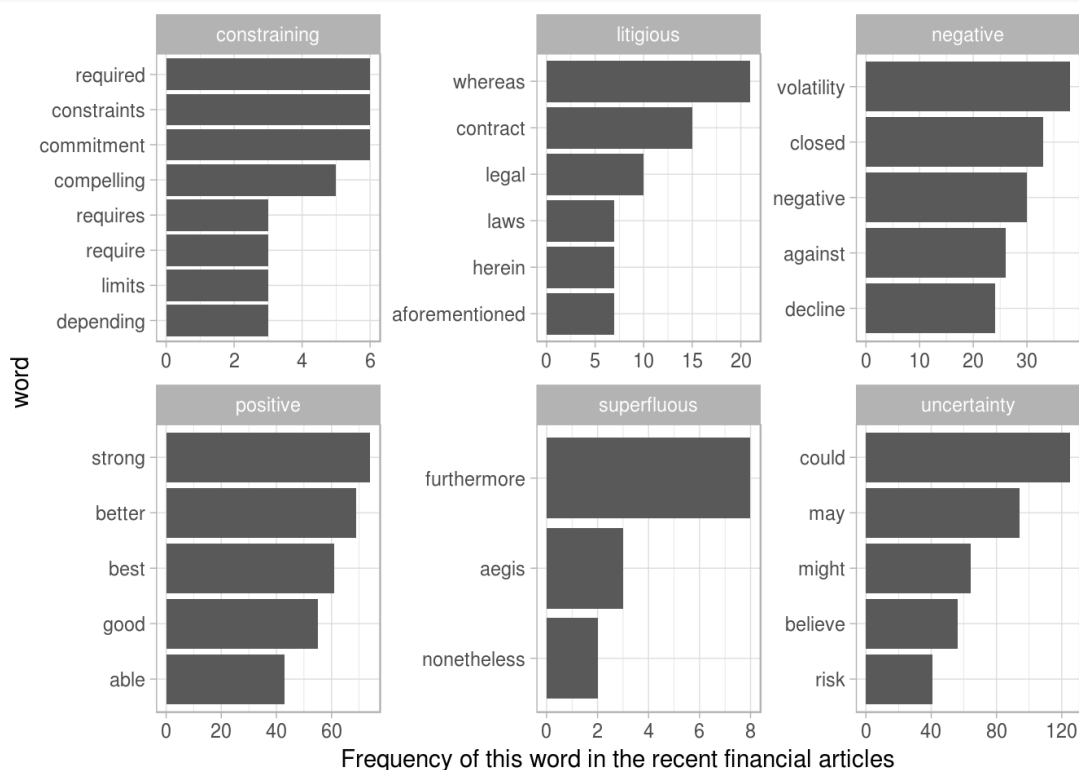 constraining
required
constraints
commitment
compelling
requires
require
limits
depending
0 2 4 6
litigious
whereas
contract
legal
laws
herein
aforementioned
0 5 10 15 20
negative
volatility
closed
negative
against
decline
0 10 20 30
word
positive
strong
better
best
good
able
0 20 40 60
superfluous
furthermore
aegis
nonetheless
0 2 4 6 8
uncertainty
could
may
might
believe
risk
0 40 80 120
Frequency of this word in the recent financial articles